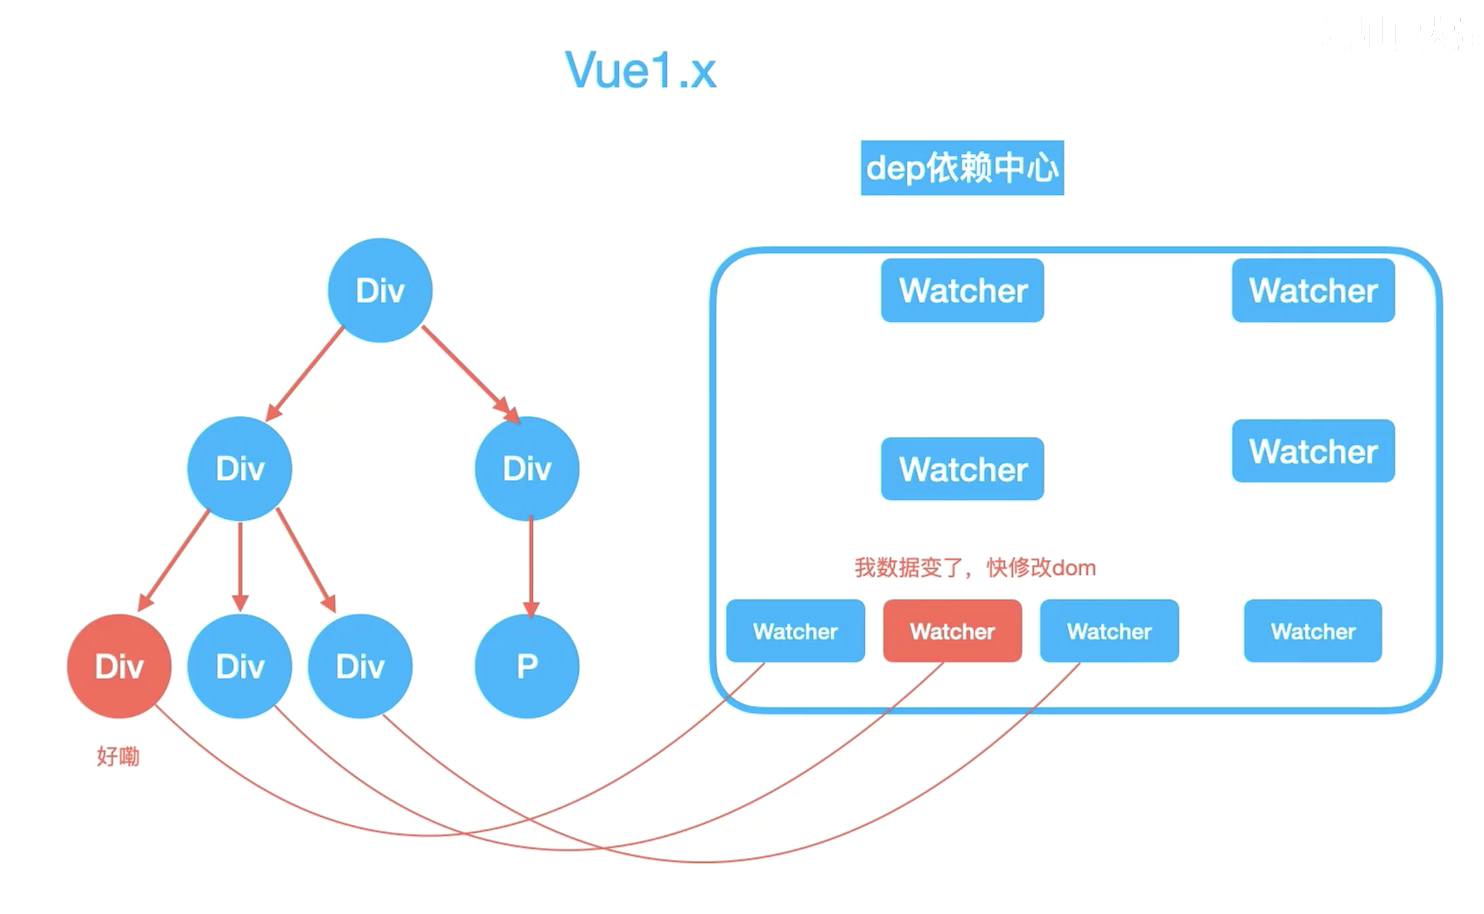 Vue1.x
dep依赖中心
Div
Watcher
Watcher
Div
Div
Watcher
Watcher
我数据变了，快修改dom
Watcher
Watcher
Watcher
Watcher
Div
Div
Div
P
好嘞